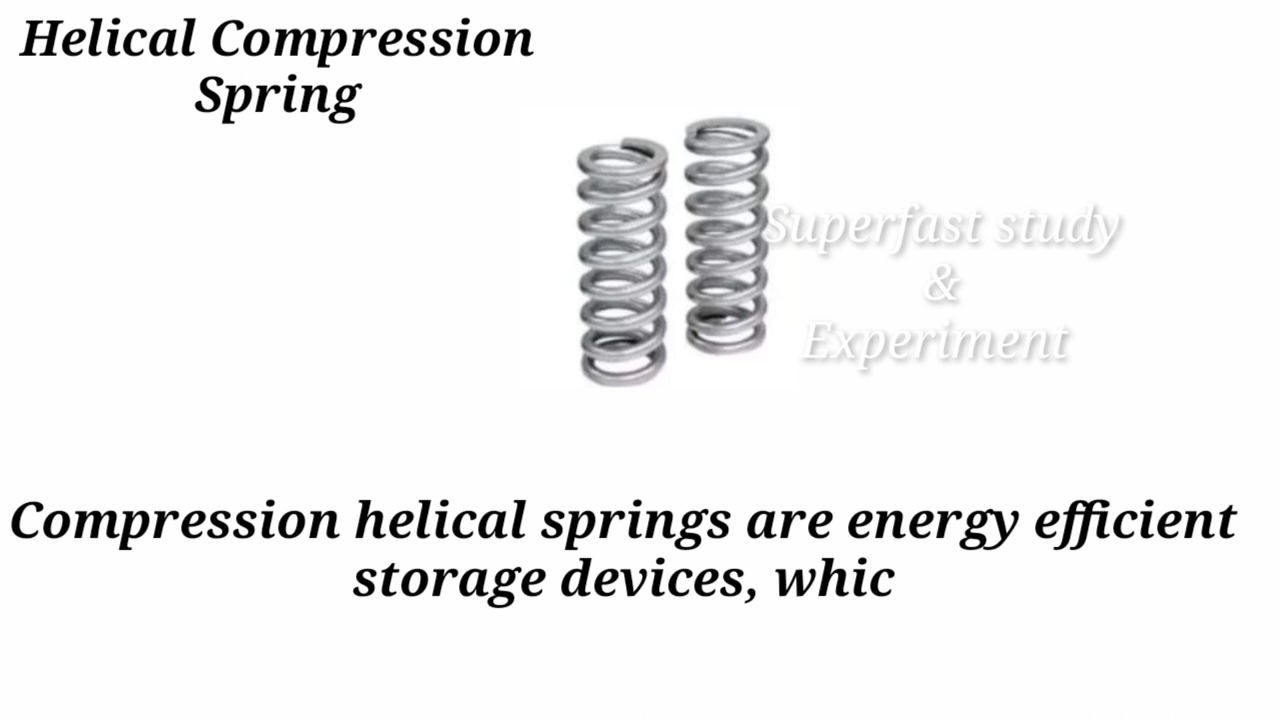 Helical Compression
Spring
Superfast study
&
Experiment
Compression helical springs are energy efficient
storage devices, whic